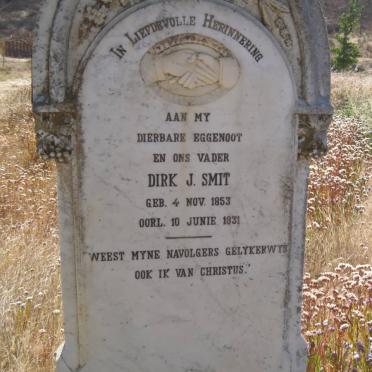 In Liefdevolle Herinnering
AAN MY
DIERBARE EGGENOOT
EN ONS VADER
DIRK J. SMIT
GEB. 4 NOV. 1853
OORL. 10 JUNIE 1931
"WEEST MYNE NAVOLGERS GELYKERWYS
OOK IK VAN CHRISTUS."